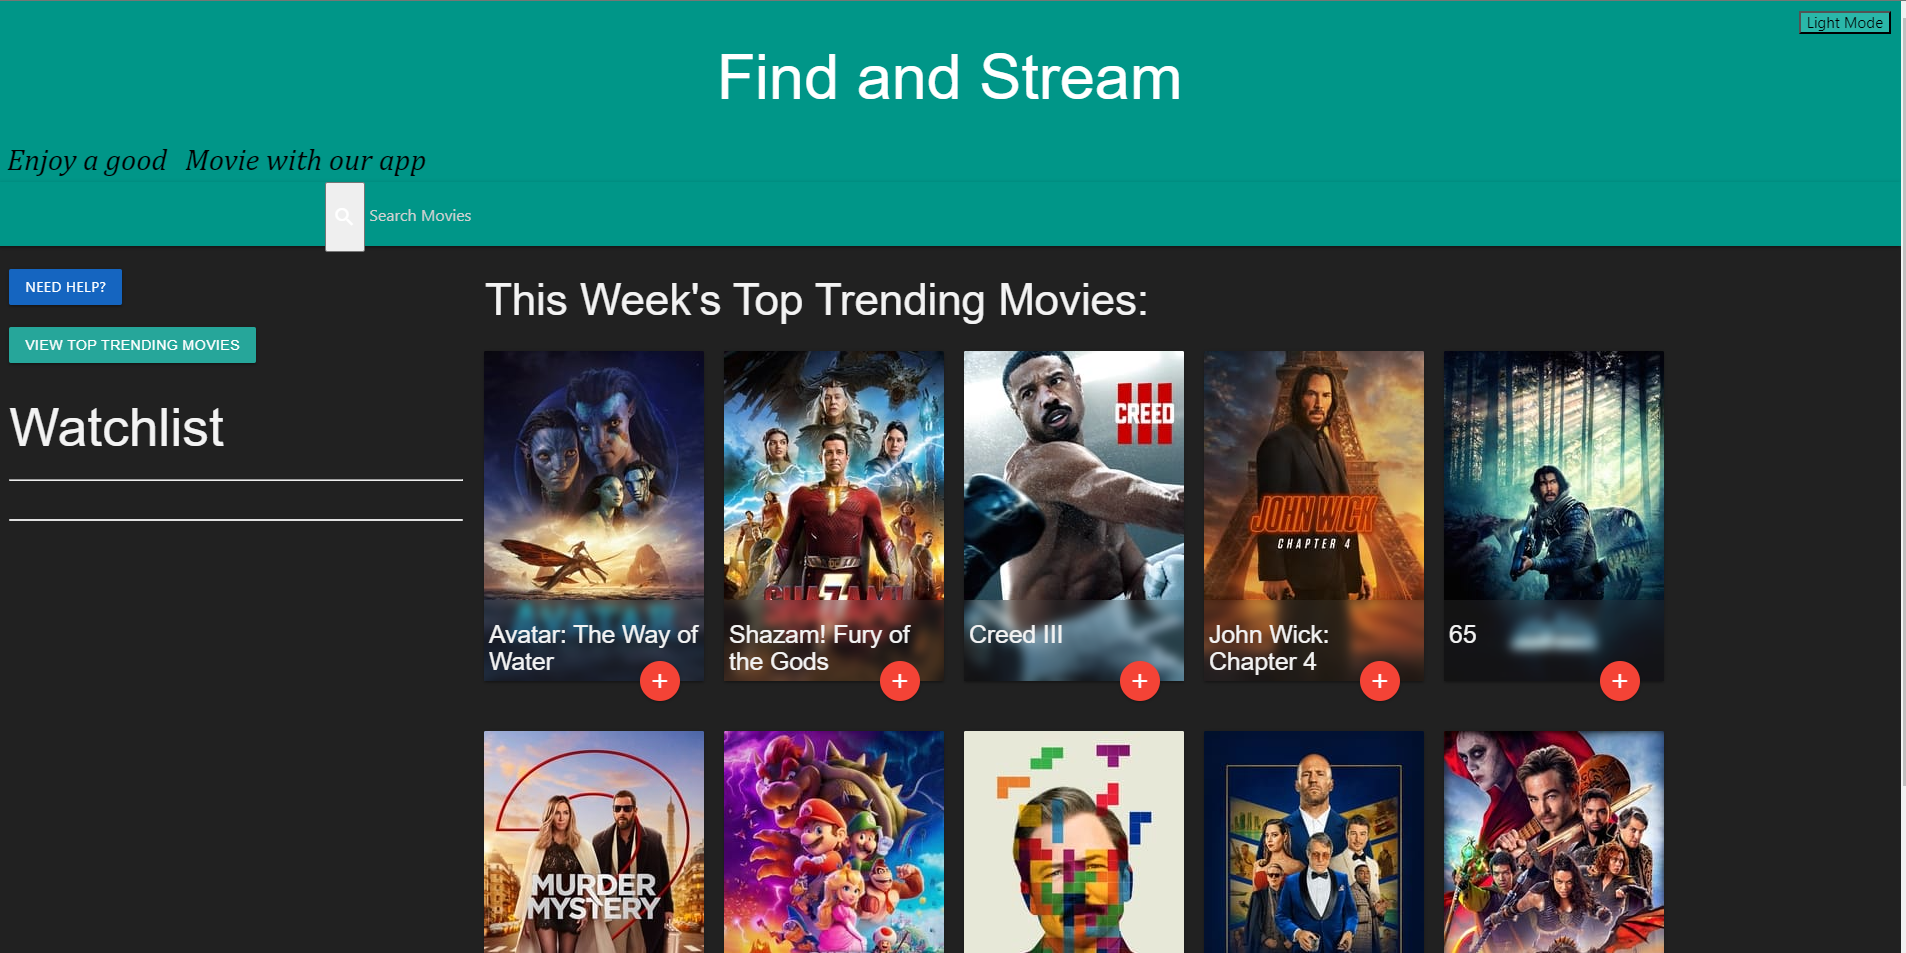 Light Mode
Find and Stream
Enjoy a good Movie with our app
Search Movies
NEED HELP?
VIEW TOP TRENDING MOVIES
Watchlist
This Week's Top Trending Movies:
CREED
III
JOHN WICK
CHAPTER 4
SHAZAM!
Avatar: The Way of
Water
Shazam! Fury of
the Gods
Creed III
John Wick:
Chapter 4
65
+
+
+
+
+
2
MURDER
MYSTERY